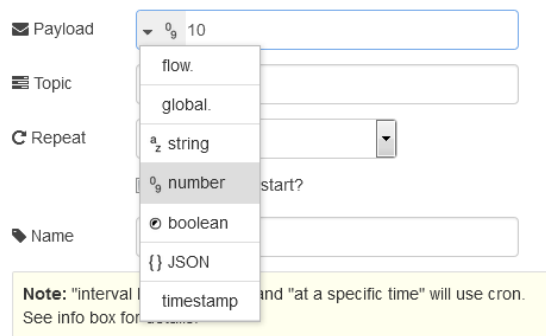 Payload
10
flow.
global.
Topic
string
Repeat
number
start?
boolean
Name
JSON
timestamp
Note: "interval and "at a specific time" will use cron.
See info box for